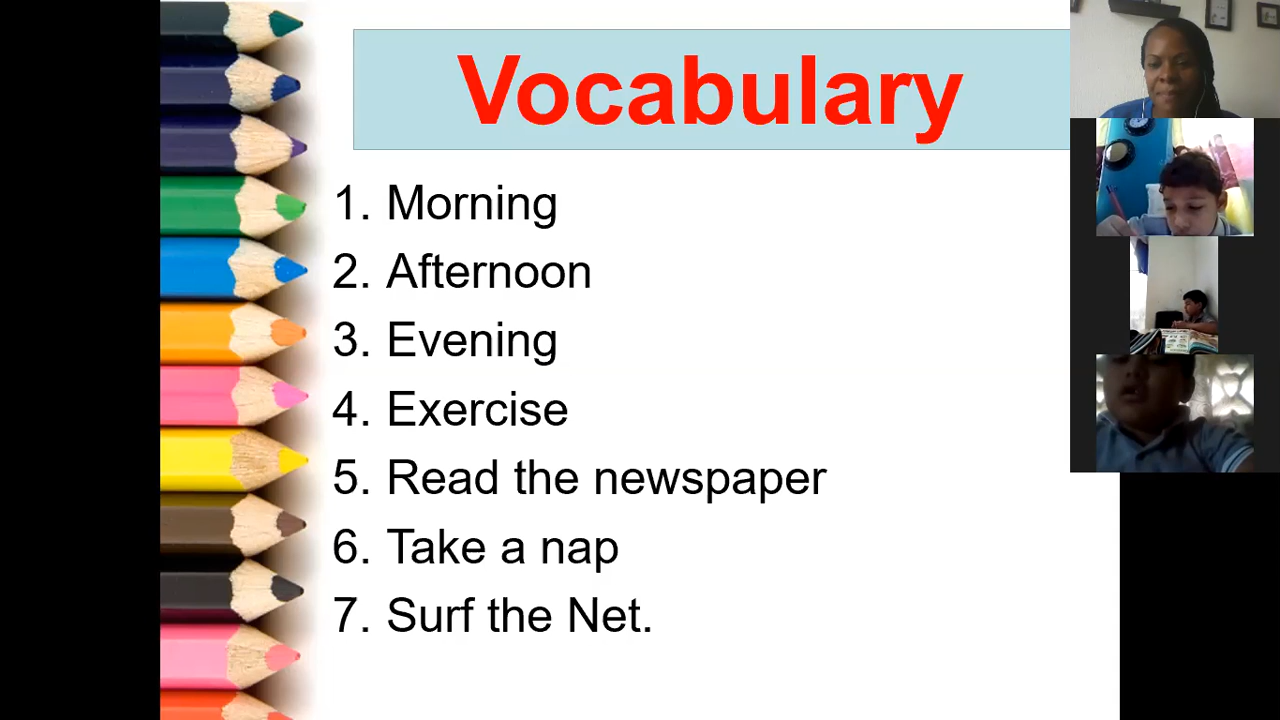 Vocabulary
1. Morning
2. Afternoon
3. Evening
4. Exercise
5. Read the newspaper
6. Take a nap
7. Surf the Net.